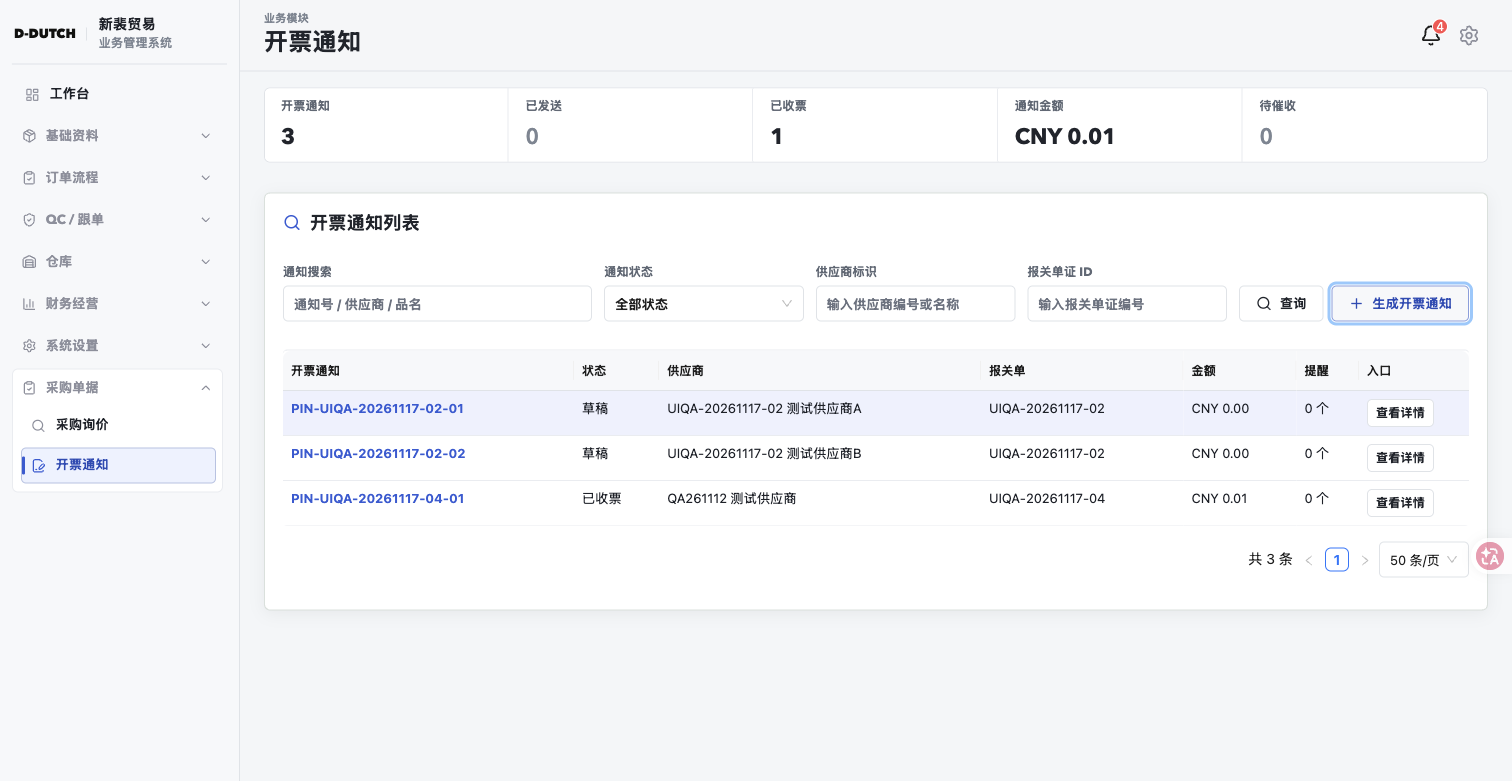 D-DUTCH
新装贸易
业务管理系统
工作台
基础资料
订单流程
QC / 跟单
仓库
财务经营
系统设置
采购单据
采购询价
开票通知
业务模块
开票通知
4
开票通知 已发送 已收票 通知金额 待催收
3 0 1 CNY 0.01 0
开票通知列表
通知搜索 通知状态 供应商标识 报关单证 ID
通知号 / 供应商 / 品名 全部状态 输入供应商编号或名称 输入报关单证编号 查询 生成开票通知
开票通知 状态 供应商 报关单 金额 提醒 入口
PIN-UIQA-20261117-02-01 草稿 UIQA-20261117-02 测试供应商A UIQA-20261117-02 CNY 0.00 0 个 查看详情
PIN-UIQA-20261117-02-02 草稿 UIQA-20261117-02 测试供应商B UIQA-20261117-02 CNY 0.00 0 个 查看详情
PIN-UIQA-20261117-04-01 已收票 QA261112 测试供应商 UIQA-20261117-04 CNY 0.01 0 个 查看详情
共 3 条 1 50 条/页